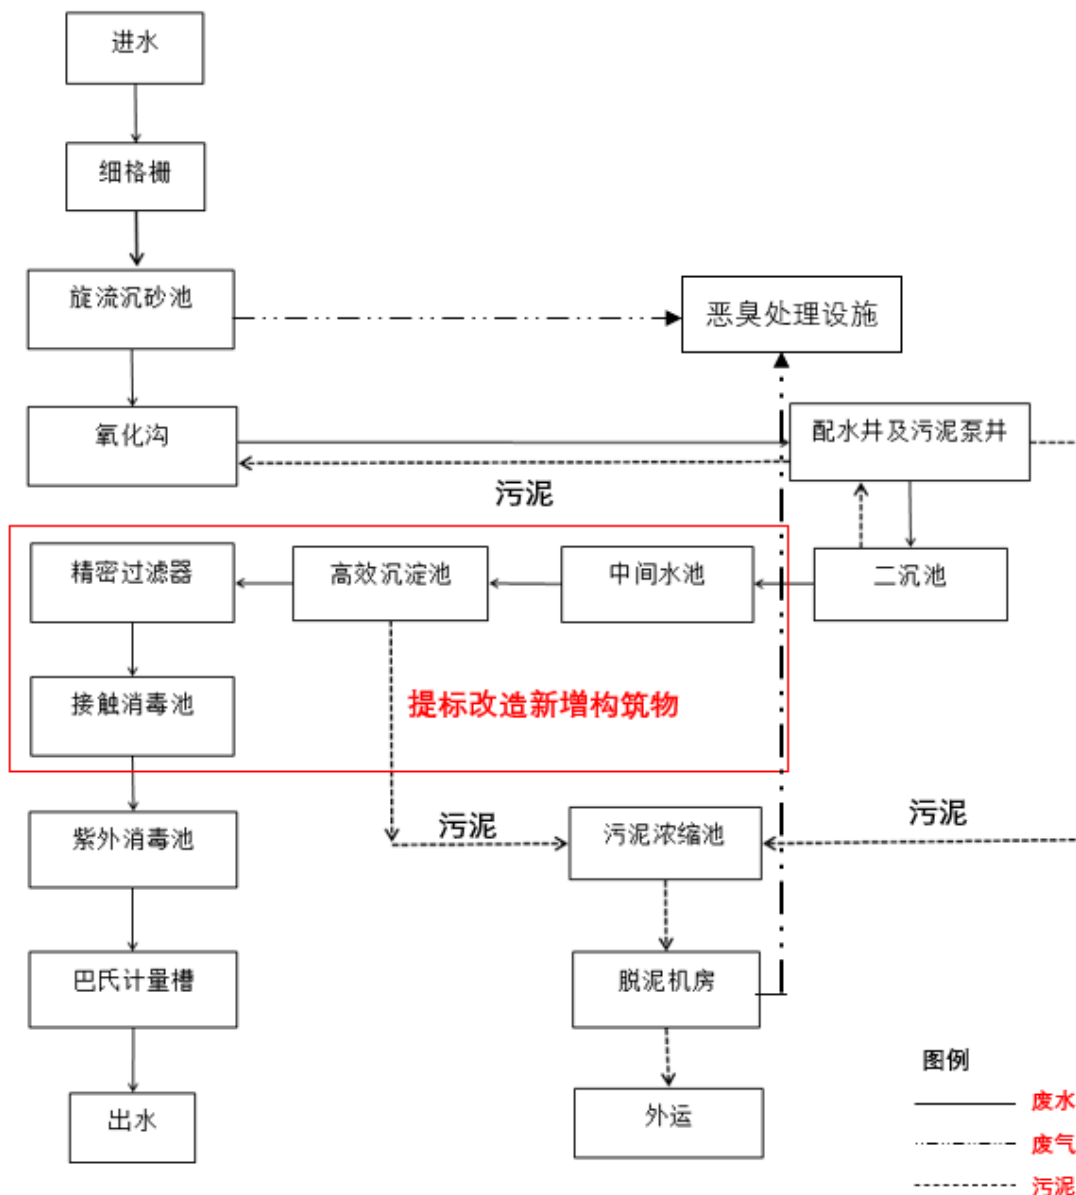 进水
细格栅
旋流沉砂池
恶臭处理设施
氧化沟
配水井及污泥泵井
污泥
精密过滤器
高效沉淀池
中间水池
二沉池
接触消毒池
提标改造新增构筑物
紫外消毒池
污泥
污泥浓缩池
污泥
巴氏计量槽
脱泥机房
图例
出水
外运
废水
废气
污泥